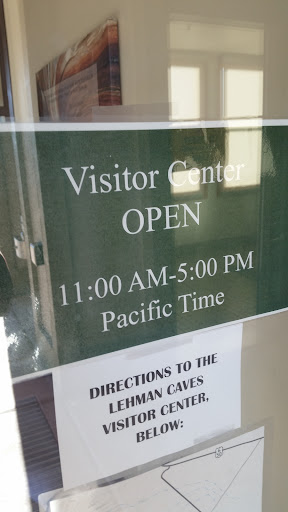 Visitor Center
OPEN
11:00 AM-5:00 PM
Pacific Time
DIRECTIONS TO THE
LEHMAN CAVES
VISITOR CENTER,
BELOW: